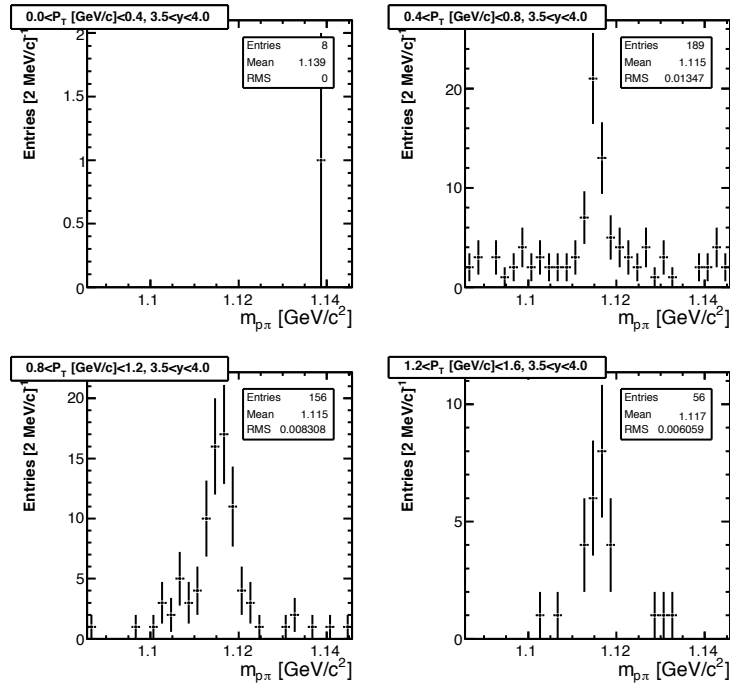 0.0<P_T [GeV/c]<0.4, 3.5<y<4.0
Entries 8
Mean 1.139
RMS 0
Entries [2 MeV/c]^-1
2
1.5
1
0.5
0
1.1 1.12 1.14
m_pπ [GeV/c^2]
0.4<P_T [GeV/c]<0.8, 3.5<y<4.0
Entries 189
Mean 1.115
RMS 0.01347
Entries [2 MeV/c]^-1
20
10
0
1.1 1.12 1.14
m_pπ [GeV/c^2]
0.8<P_T [GeV/c]<1.2, 3.5<y<4.0
Entries 156
Mean 1.115
RMS 0.008308
Entries [2 MeV/c]^-1
20
15
10
5
0
1.1 1.12 1.14
m_pπ [GeV/c^2]
1.2<P_T [GeV/c]<1.6, 3.5<y<4.0
Entries 56
Mean 1.117
RMS 0.006059
Entries [2 MeV/c]^-1
10
5
0
1.1 1.12 1.14
m_pπ [GeV/c^2]